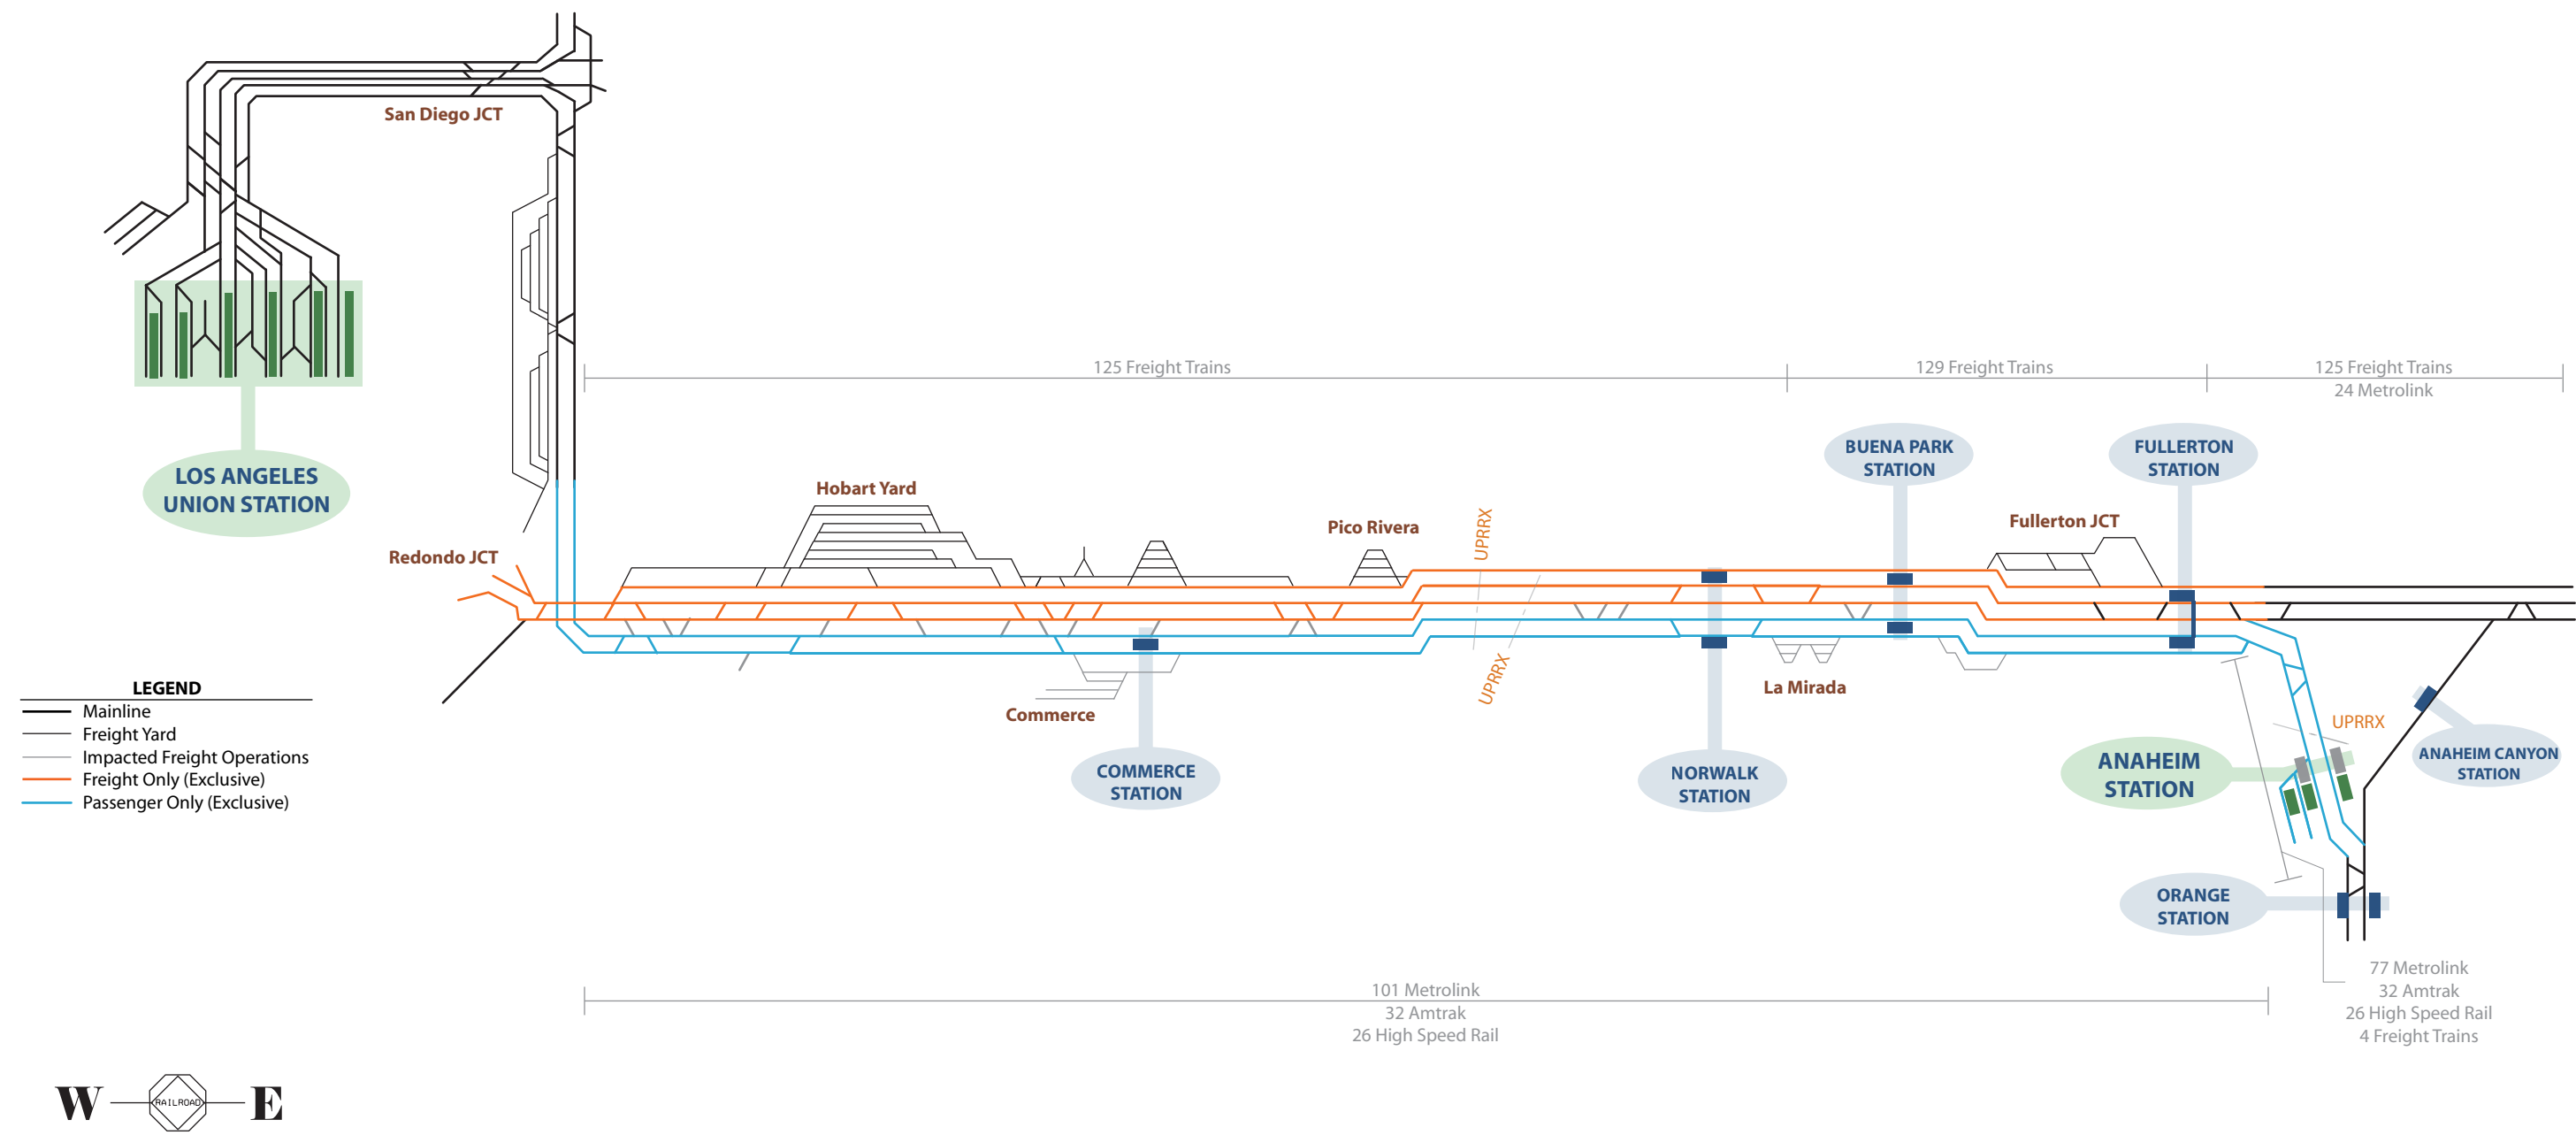 San Diego JCT
125 Freight Trains
129 Freight Trains
125 Freight Trains
24 Metrolink
LOS ANGELES
UNION STATION
BUENA PARK
STATION
FULLERTON
STATION
Hobart Yard
Pico Rivera
UPRRX
Fullerton JCT
Redondo JCT
UPRRX
La Mirada
Commerce
UPRRX
LEGEND
Mainline
Freight Yard
Impacted Freight Operations
Freight Only (Exclusive)
Passenger Only (Exclusive)
COMMERCE
STATION
NORWALK
STATION
ANAHEIM
STATION
ANAHEIM CANYON
STATION
ORANGE
STATION
101 Metrolink
32 Amtrak
26 High Speed Rail
77 Metrolink
32 Amtrak
26 High Speed Rail
4 Freight Trains
W RAILROAD E